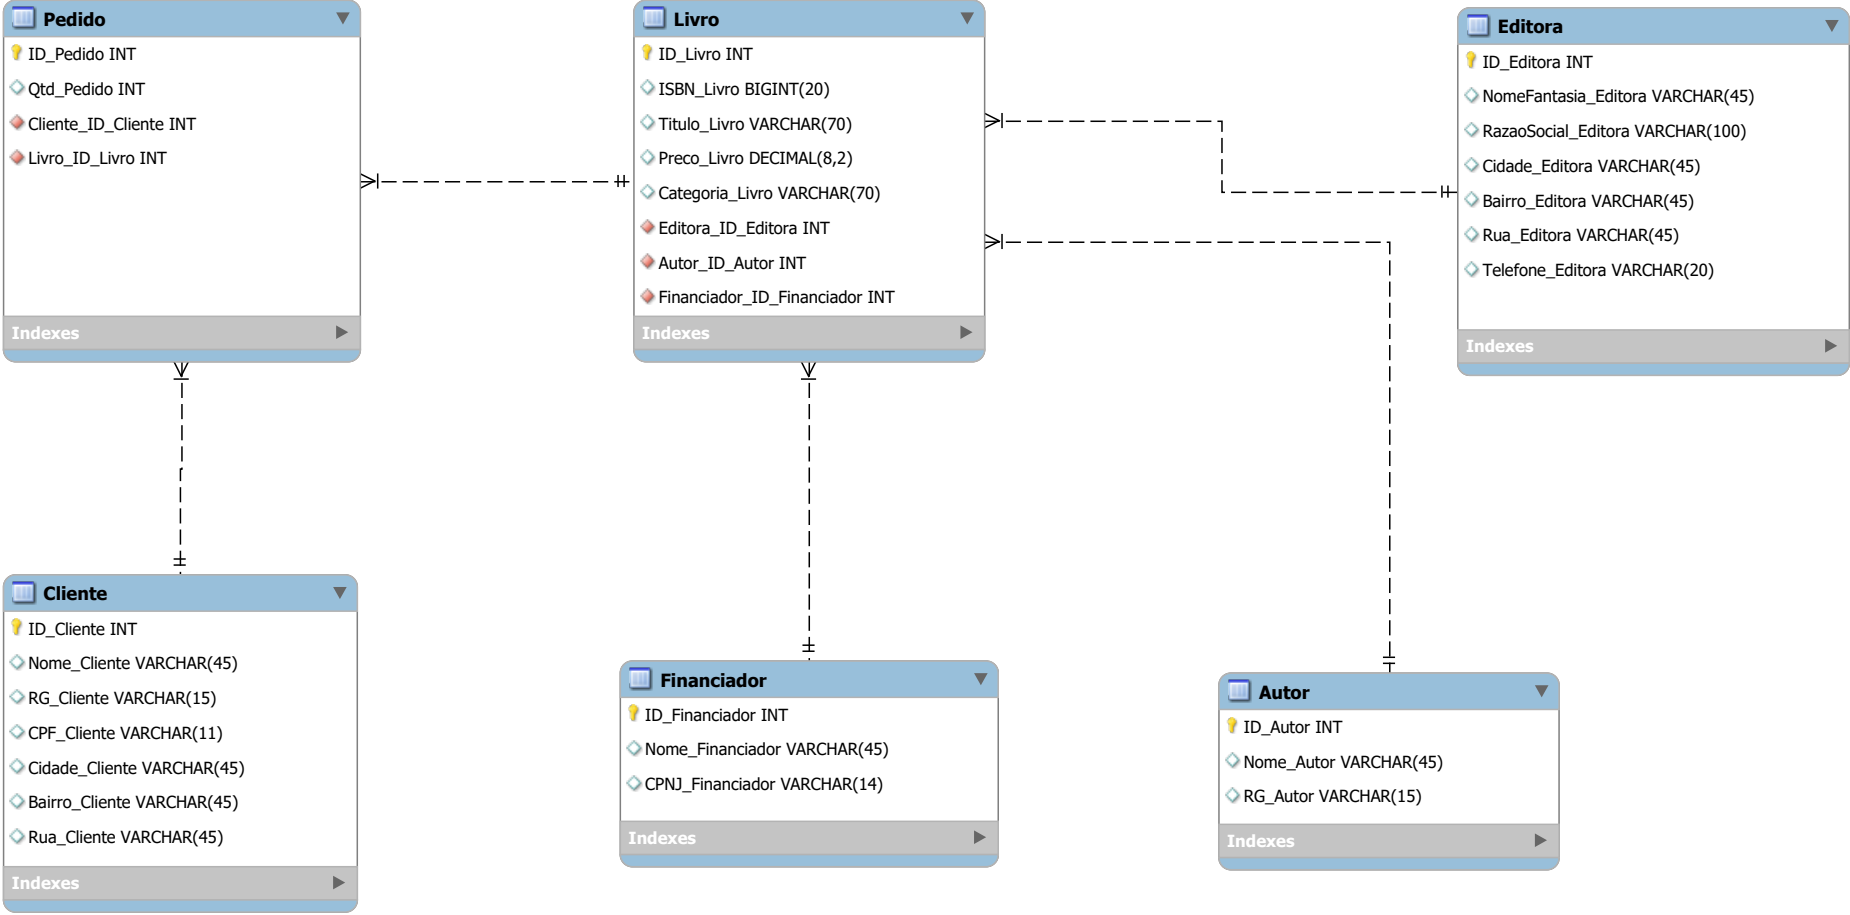 Pedido
ID_Pedido INT
Qtd_Pedido INT
Cliente_ID_Cliente INT
Livro_ID_Livro INT
Indexes
Livro
ID_Livro INT
ISBN_Livro BIGINT(20)
Titulo_Livro VARCHAR(70)
Preco_Livro DECIMAL(8,2)
Categoria_Livro VARCHAR(70)
Editora_ID_Editora INT
Autor_ID_Autor INT
Financiador_ID_Financiador INT
Indexes
Editora
ID_Editora INT
NomeFantasia_Editora VARCHAR(45)
RazaoSocial_Editora VARCHAR(100)
Cidade_Editora VARCHAR(45)
Bairro_Editora VARCHAR(45)
Rua_Editora VARCHAR(45)
Telefone_Editora VARCHAR(20)
Indexes
Cliente
ID_Cliente INT
Nome_Cliente VARCHAR(45)
RG_Cliente VARCHAR(15)
CPF_Cliente VARCHAR(11)
Cidade_Cliente VARCHAR(45)
Bairro_Cliente VARCHAR(45)
Rua_Cliente VARCHAR(45)
Indexes
Financiador
ID_Financiador INT
Nome_Financiador VARCHAR(45)
CPNJ_Financiador VARCHAR(14)
Indexes
Autor
ID_Autor INT
Nome_Autor VARCHAR(45)
RG_Autor VARCHAR(15)
Indexes